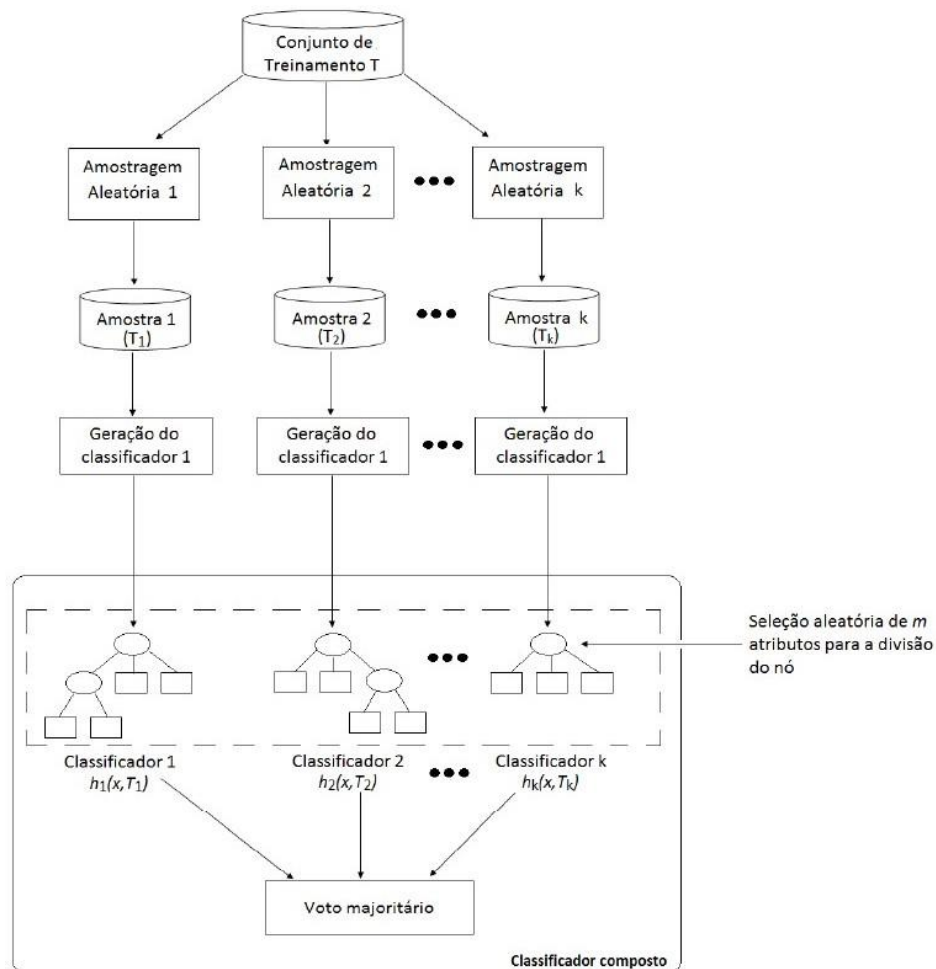 Conjunto de
Treinamento T
Amostragem
Aleatória 1
Amostragem
Aleatória 2
Amostragem
Aleatória k
Amostra 1
(T₁)
Amostra 2
(T₂)
Amostra k
(Tₖ)
Geração do
classificador 1
Geração do
classificador 1
Geração do
classificador 1
Seleção aleatória de m
atributos para a divisão
do nó
Classificador 1
h₁(x,T₁)
Classificador 2
h₂(x,T₂)
Classificador k
hₖ(x,Tₖ)
Voto majoritário
Classificador composto